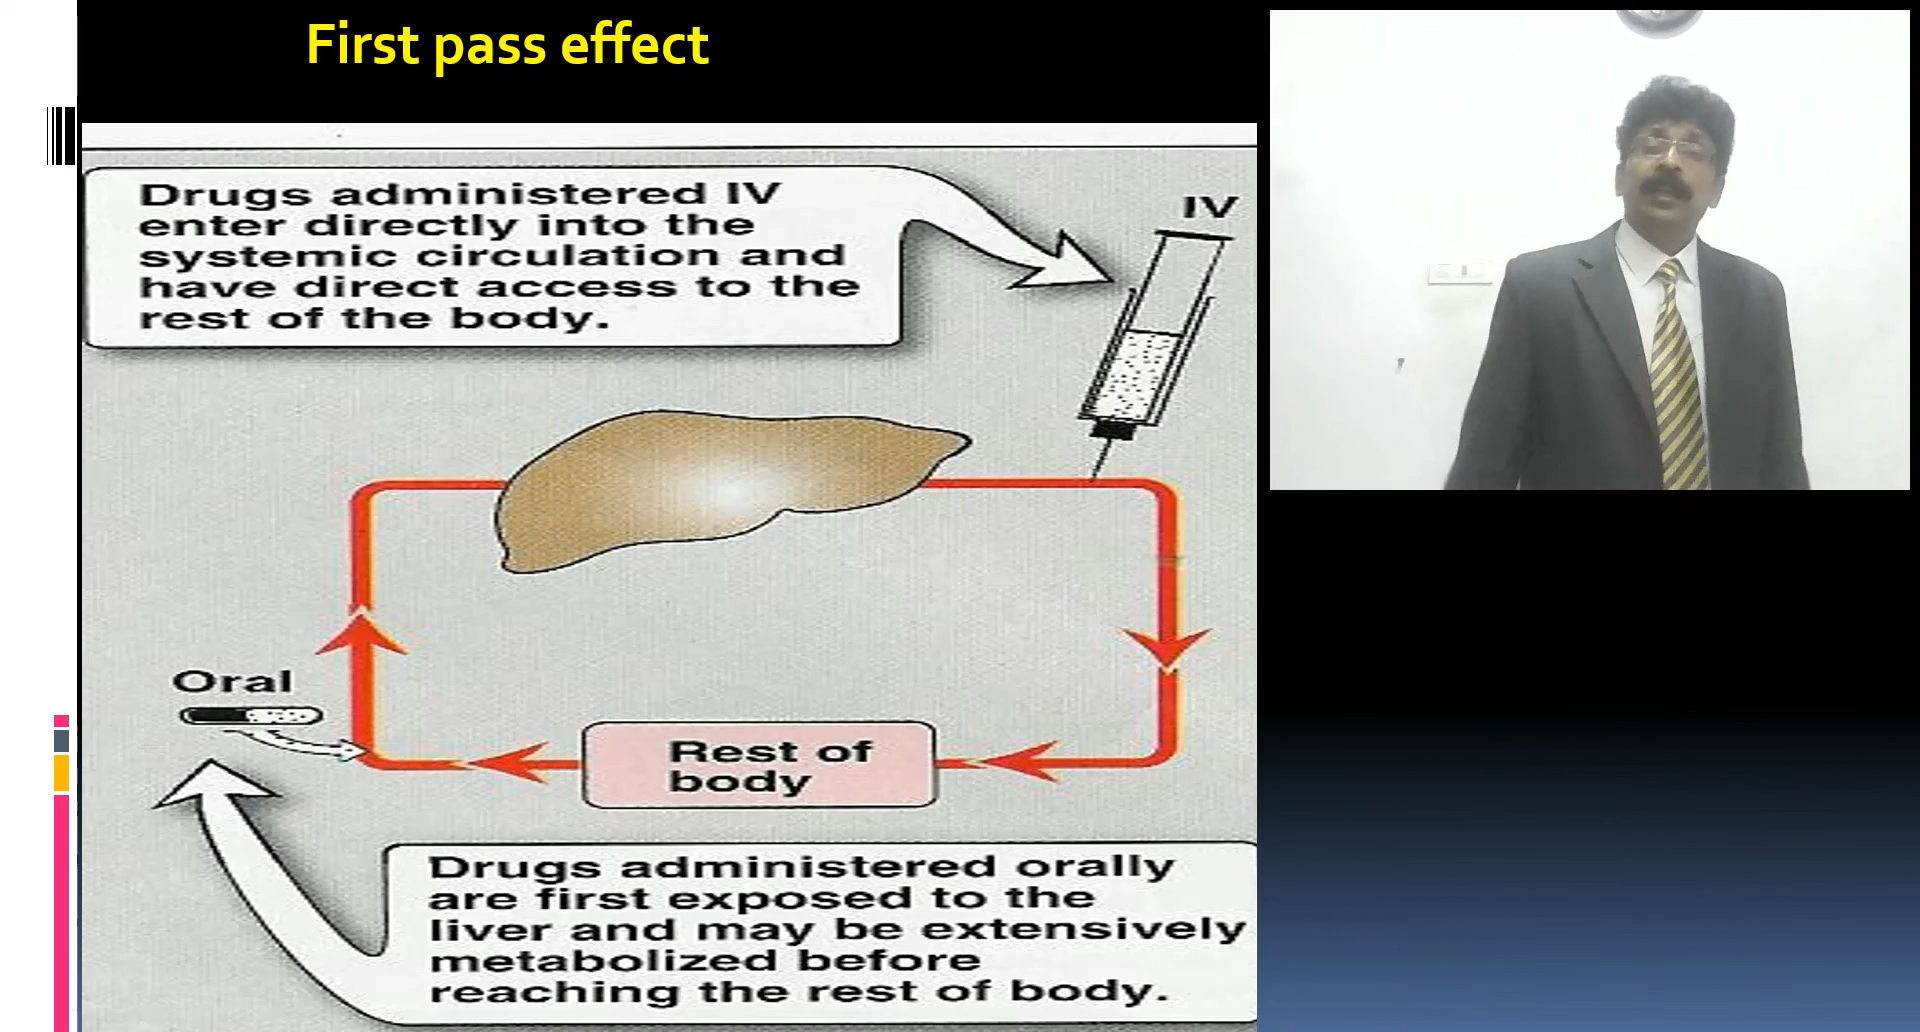 First pass effect
Drugs administered IV
enter directly into the
systemic circulation and
have direct access to the
rest of the body.
IV
Oral
Rest of
body
Drugs administered orally
are first exposed to the
liver and may be extensively
metabolized before
reaching the rest of body.